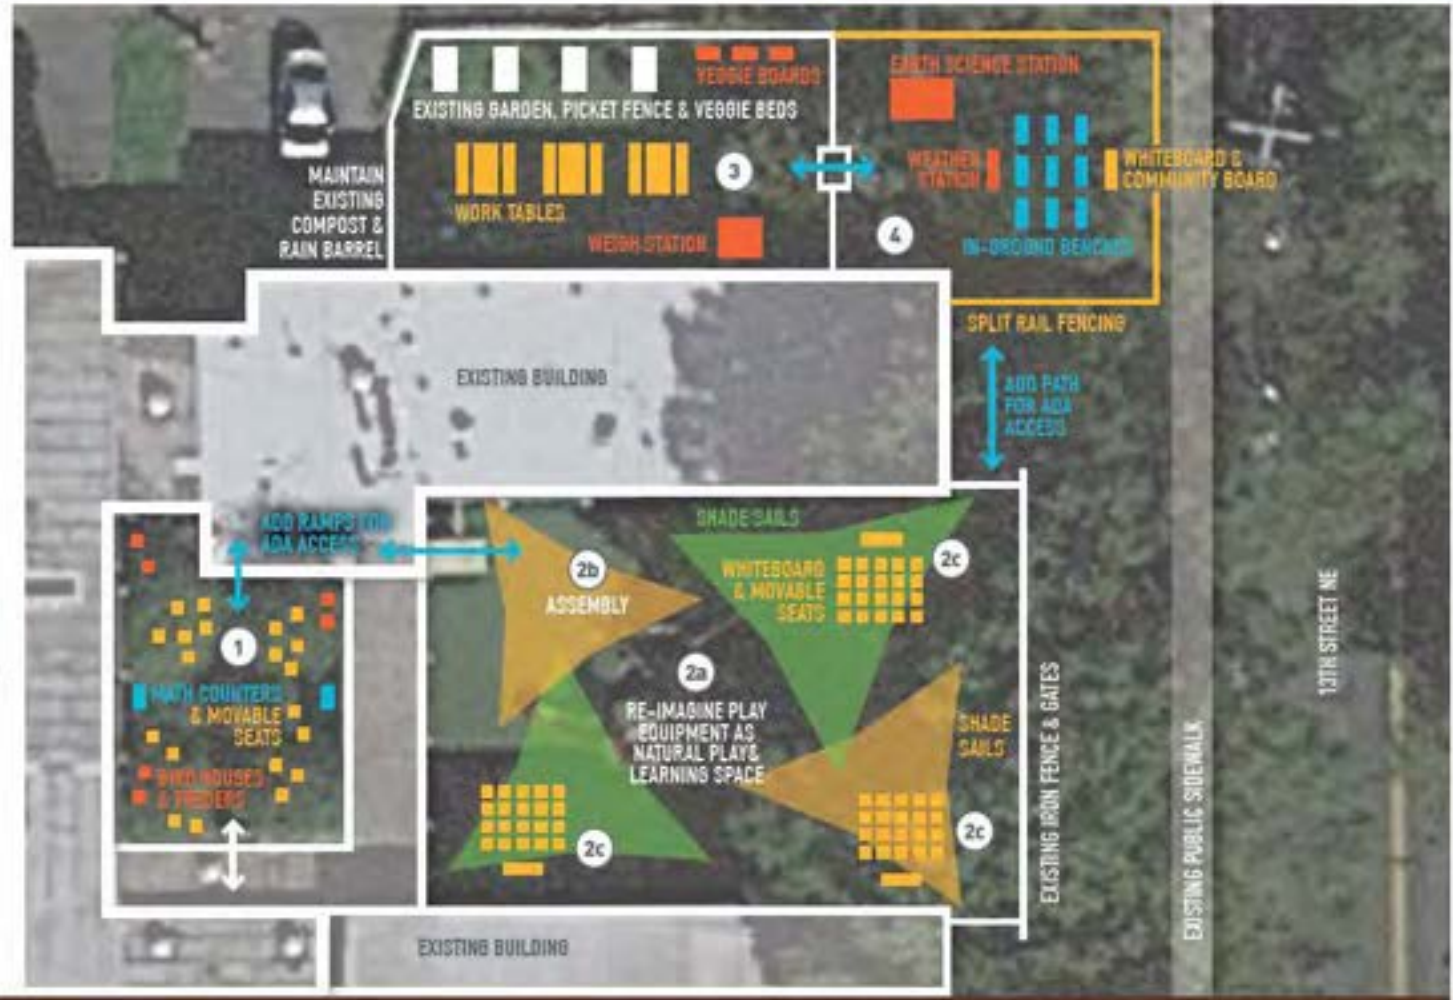 VEGGIE BOARDS
EXISTING GARDEN, PICKET FENCE & VEGGIE BEDS
EARTH SCIENCE STATION
MAINTAIN
EXISTING
COMPOST &
RAIN BARREL
WORK TABLES
3
WEIGH STATION
WEATHER
STATION
WHITEBOARD &
COMMUNITY BOARD
4
IN-GROUND BENCHES
SPLIT RAIL FENCING
EXISTING BUILDING
ADD PATH
FOR ADA
ACCESS
ADD RAMPS FOR
ADA ACCESS
SHADE SAILS
2b
ASSEMBLY
WHITEBOARD
& MOVABLE
SEATS
2c
1
MATH COUNTERS
& MOVABLE
SEATS
2a
RE-IMAGINE PLAY
EQUIPMENT AS
NATURAL PLAY&
LEARNING SPACE
SHADE
SAILS
BIRD HOUSES
& FEEDERS
2c
2c
EXISTING IRON FENCE & GATES
EXISTING PUBLIC SIDEWALK
13TH STREET NE
EXISTING BUILDING